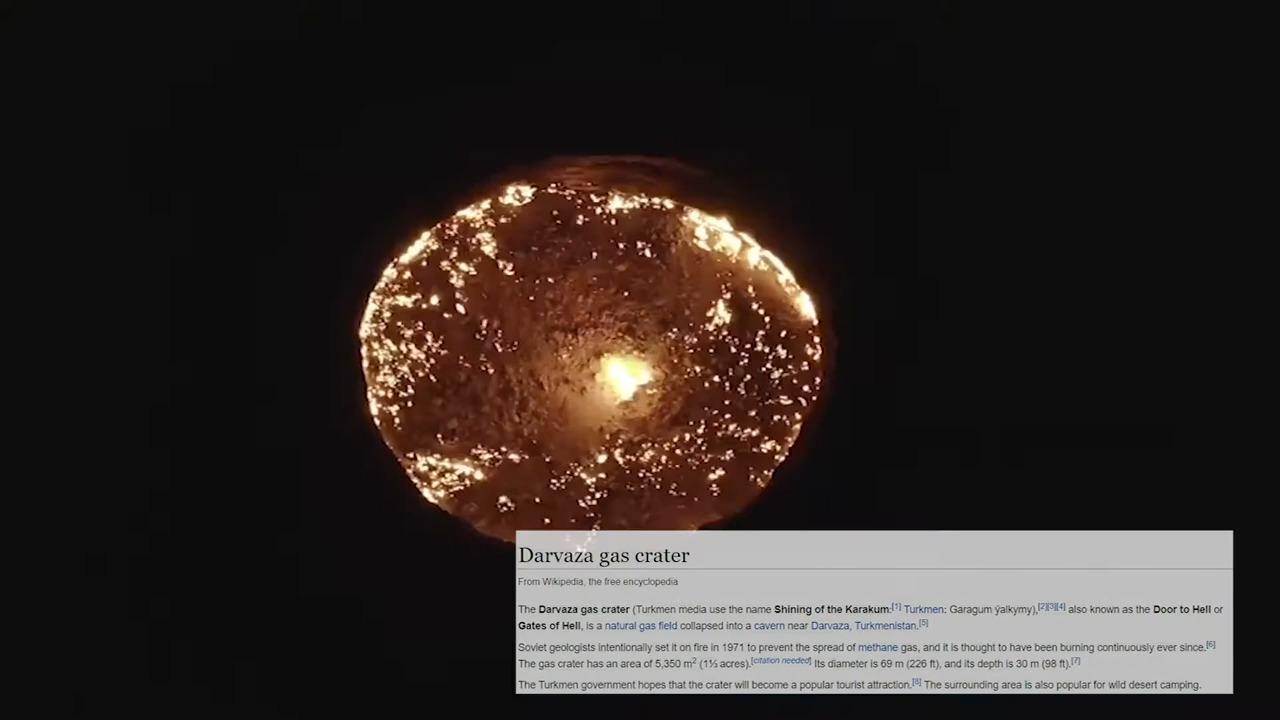 Darvaza gas crater
From Wikipedia, the free encyclopedia
The Darvaza gas crater (Turkmen media use the name Shining of the Karakum,[1] Turkmen: Garagum ýalkymy),[2][3][4] also known as the Door to Hell or
Gates of Hell, is a natural gas field collapsed into a cavern near Darvaza, Turkmenistan.[5]
Soviet geologists intentionally set it on fire in 1971 to prevent the spread of methane gas, and it is thought to have been burning continuously ever since.[6]
The gas crater has an area of 5,350 m² (1⅓ acres).[citation needed] Its diameter is 69 m (226 ft), and its depth is 30 m (98 ft).[7]
The Turkmen government hopes that the crater will become a popular tourist attraction.[8] The surrounding area is also popular for wild desert camping.